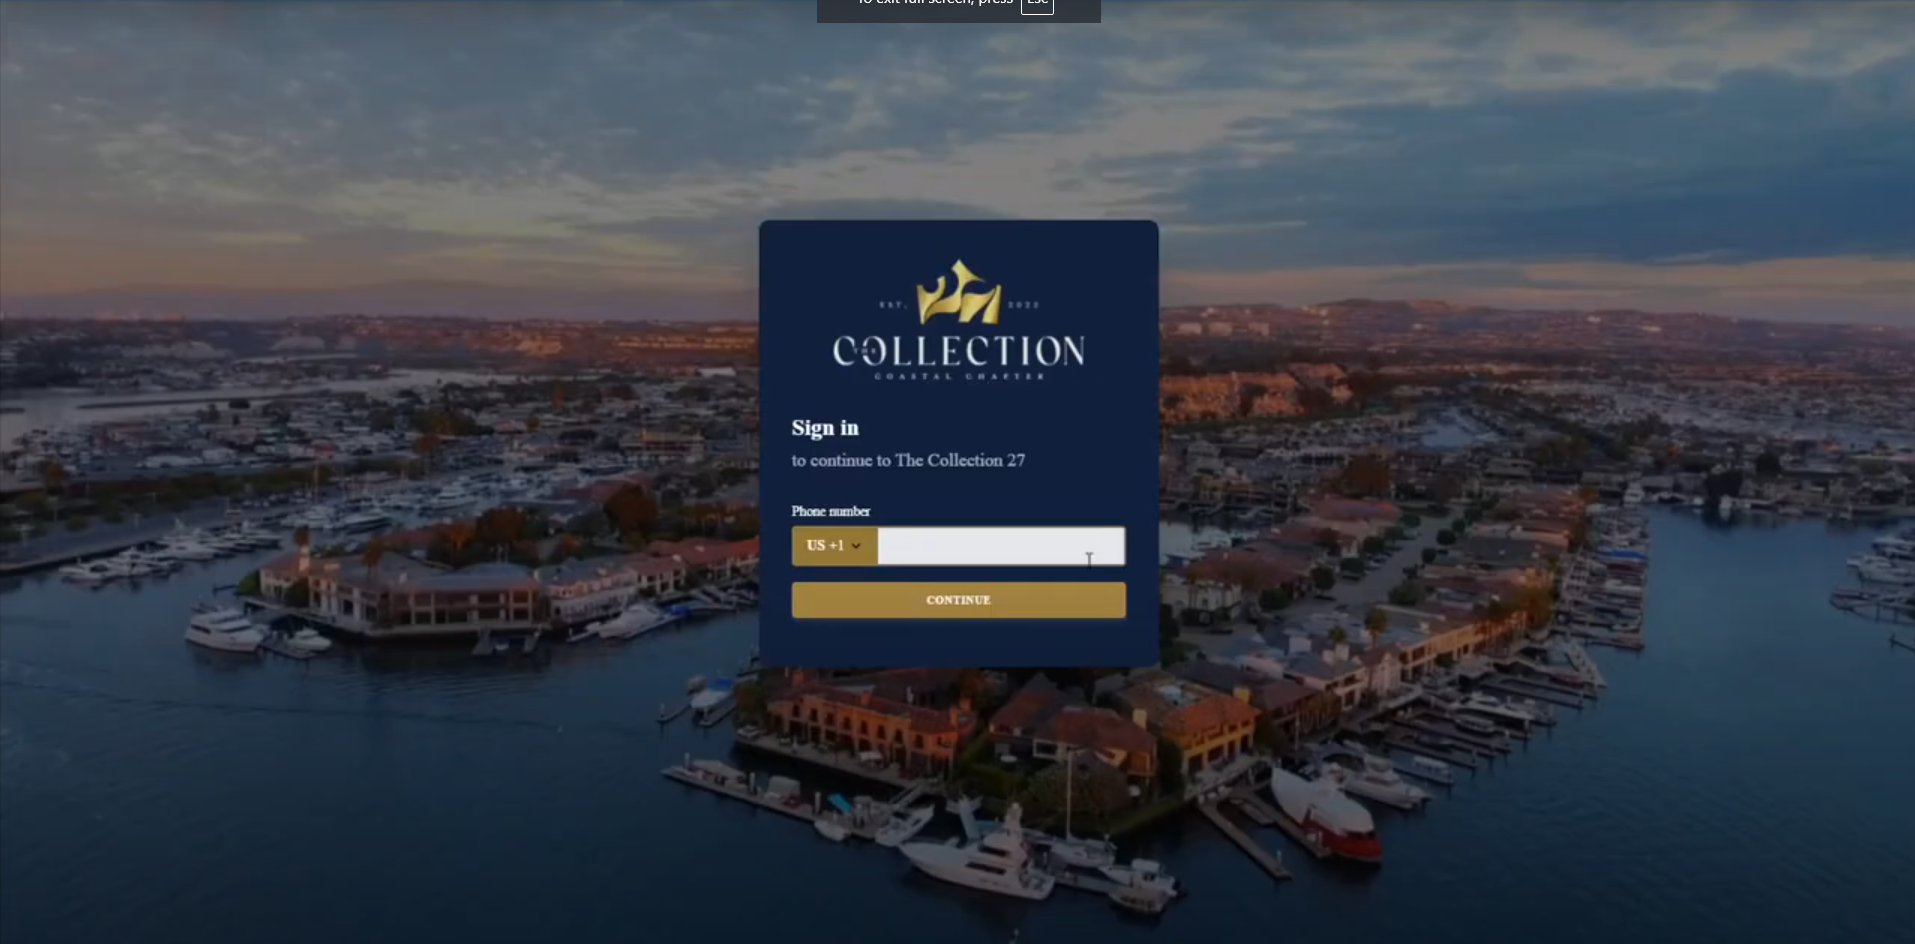 To exit full screen, press Esc
EST. 2022
27
THE
COLLECTION
COASTAL CHAPTER
Sign in
to continue to The Collection 27
Phone number
US +1
CONTINUE